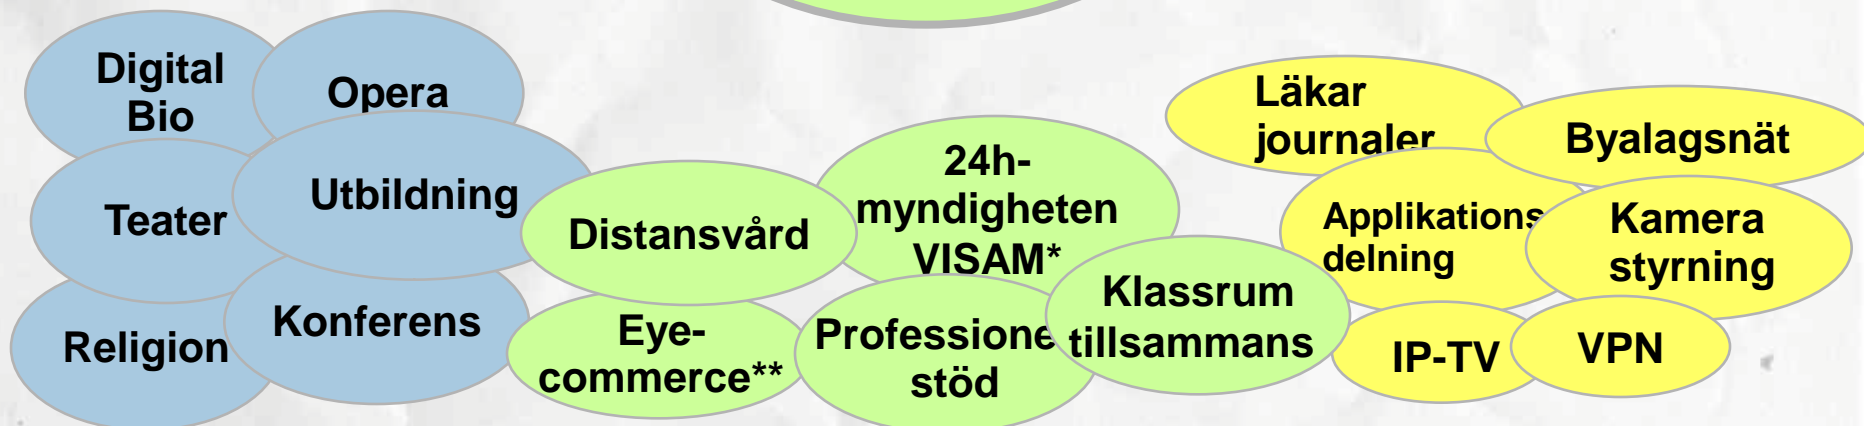 Digital
Bio
Opera
Teater
Utbildning
Religion
Konferens
Distansvård
Eye-
commerce**
24h-
myndigheten
VISAM*
stöd
Klassrum
tillsammans
Läkar
journaler
Byalagsnät
Applikations
delning
Kamera
styrning
IP-TV
VPN